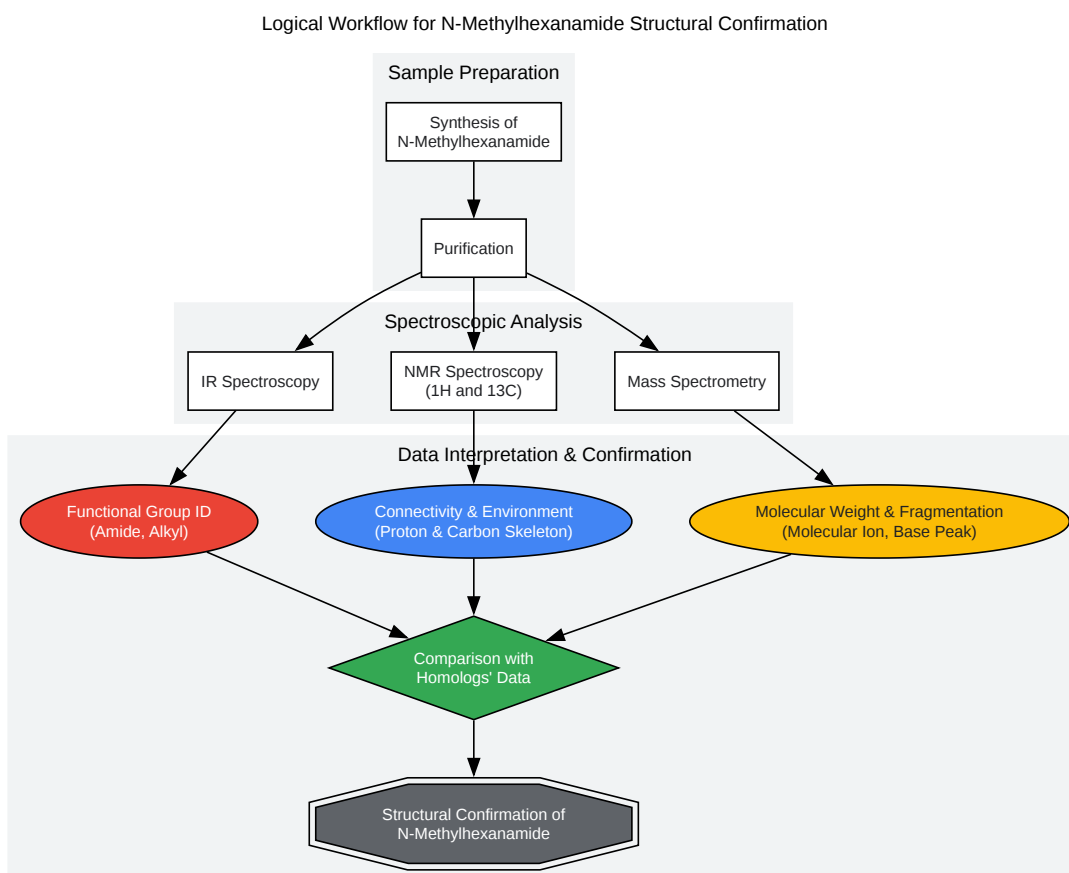 Logical Workflow for N-Methylhexanamide Structural Confirmation
Sample Preparation
Synthesis of
N-Methylhexanamide
Purification
Spectroscopic Analysis
IR Spectroscopy
NMR Spectroscopy
(1H and 13C)
Mass Spectrometry
Data Interpretation & Confirmation
Functional Group ID
(Amide, Alkyl)
Connectivity & Environment
(Proton & Carbon Skeleton)
Molecular Weight & Fragmentation
(Molecular Ion, Base Peak)
Comparison with
Homologs' Data
Structural Confirmation of
N-Methylhexanamide